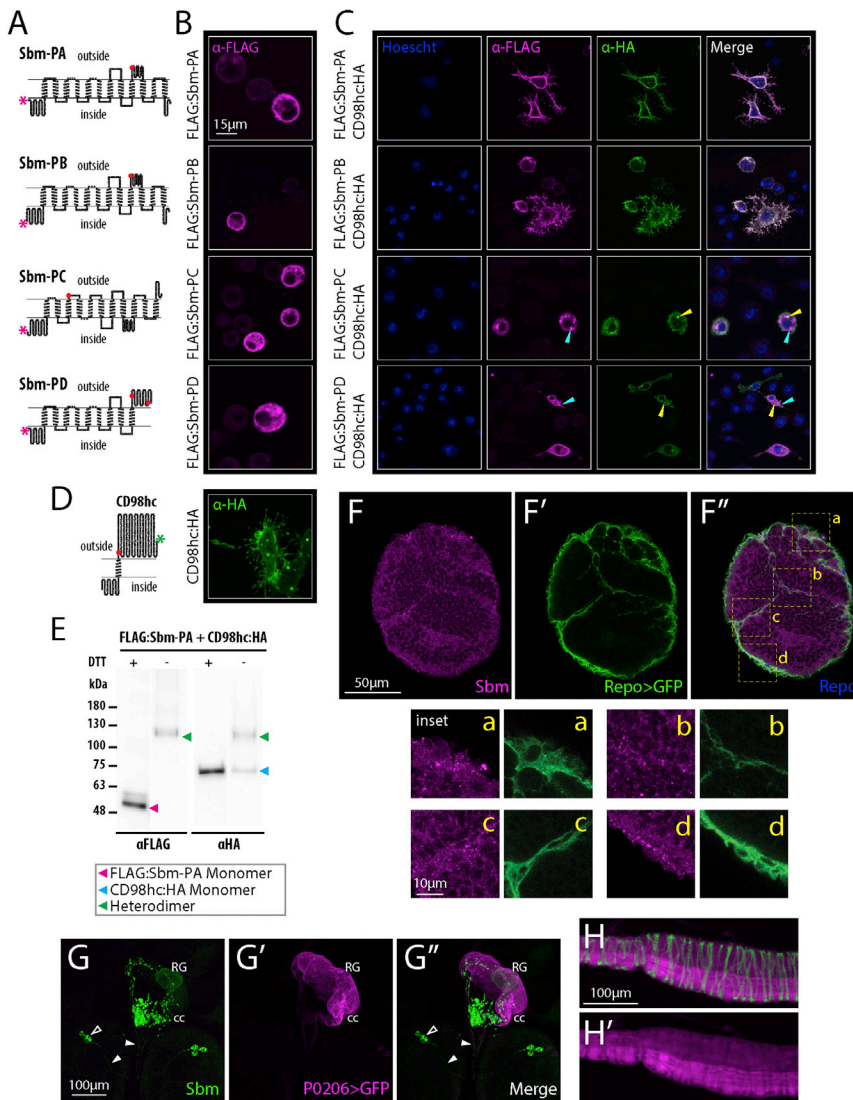 A
Sbm-PA
outside
*
inside
Sbm-PB
outside
*
inside
Sbm-PC
outside
*
inside
Sbm-PD
outside
*
inside
B
α-FLAG
FLAG:Sbm-PA
15µm
FLAG:Sbm-PB
FLAG:Sbm-PC
FLAG:Sbm-PD
C
Hoescht
α-FLAG
α-HA
Merge
FLAG:Sbm-PA
CD98hc:HA
FLAG:Sbm-PB
CD98hc:HA
FLAG:Sbm-PC
CD98hc:HA
FLAG:Sbm-PD
CD98hc:HA
D
CD98hc
outside
*
inside
CD98hc:HA
α-HA
E
FLAG:Sbm-PA + CD98hc:HA
DTT + - + -
kDa
180
130
100
75
63
48
αFLAG αHA
FLAG:Sbm-PA Monomer
CD98hc:HA Monomer
Heterodimer
F
50µm
Sbm
F'
Repo>GFP
F''
a
b
c
d
Repo
inset
a a b b
c c d d
10µm
G
RG
cc
100µm
Sbm
G'
P0206>GFP
G''
RG
cc
Merge
H
100µm
H'